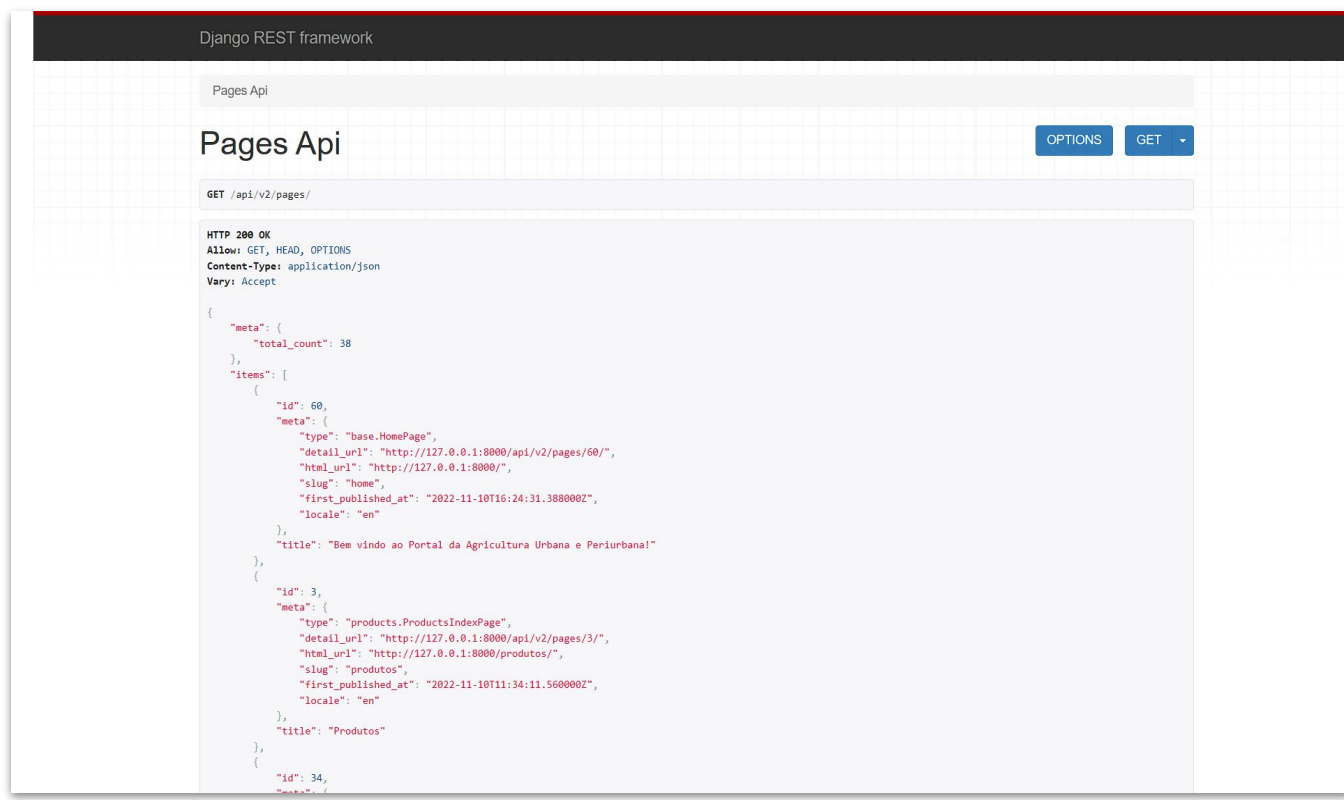 Django REST framework
Pages Api
Pages Api
OPTIONS GET
GET /api/v2/pages/
HTTP 200 OK
Allow: GET, HEAD, OPTIONS
Content-Type: application/json
Vary: Accept
{
"meta": {
"total_count": 38
},
"items": [
{
"id": 60,
"meta": {
"type": "base.HomePage",
"detail_url": "http://127.0.0.1:8000/api/v2/pages/60/",
"html_url": "http://127.0.0.1:8000/",
"slug": "home",
"first_published_at": "2022-11-10T16:24:31.388000Z",
"locale": "en"
},
"title": "Bem vindo ao Portal da Agricultura Urbana e Periurbana!"
},
{
"id": 3,
"meta": {
"type": "products.ProductsIndexPage",
"detail_url": "http://127.0.0.1:8000/api/v2/pages/3/",
"html_url": "http://127.0.0.1:8000/produtos/",
"slug": "produtos",
"first_published_at": "2022-11-10T11:34:11.560000Z",
"locale": "en"
},
"title": "Produtos"
},
{
"id": 34,
"meta": {